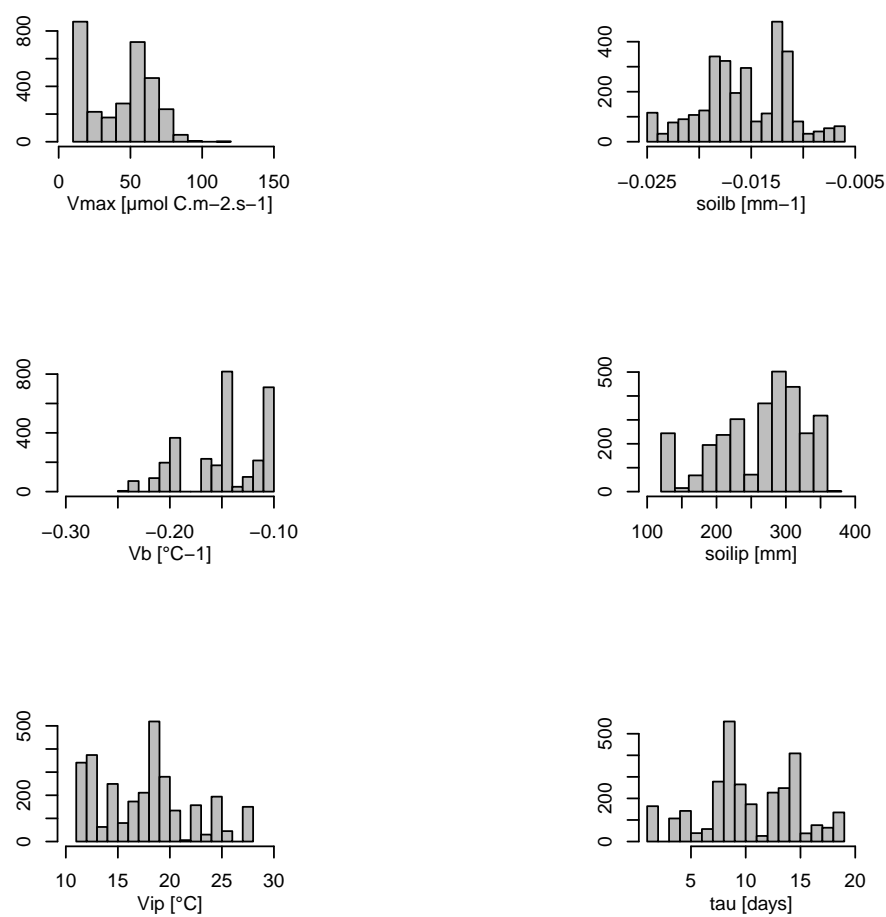 800
400
0
0 50 100 150
Vmax [µmol C.m−2.s−1]
400
200
0
−0.025 −0.015 −0.005
soilb [mm−1]
800
400
0
−0.30 −0.20 −0.10
Vb [°C−1]
500
200
0
100 200 300 400
soilip [mm]
500
200
0
10 15 20 25 30
Vip [°C]
500
200
0
5 10 15 20
tau [days]